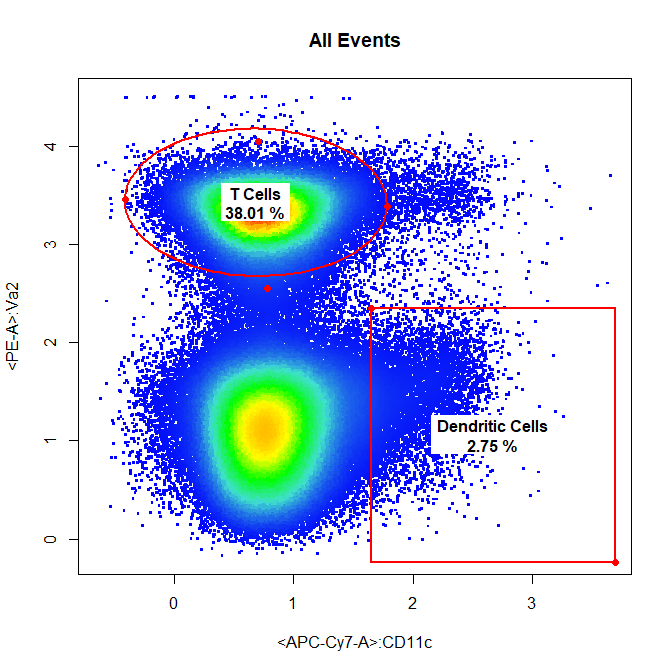 All Events
4
3
2
1
0
<PE-A>:Va2
T Cells
38.01 %
Dendritic Cells
2.75 %
0 1 2 3
<APC-Cy7-A>:CD11c